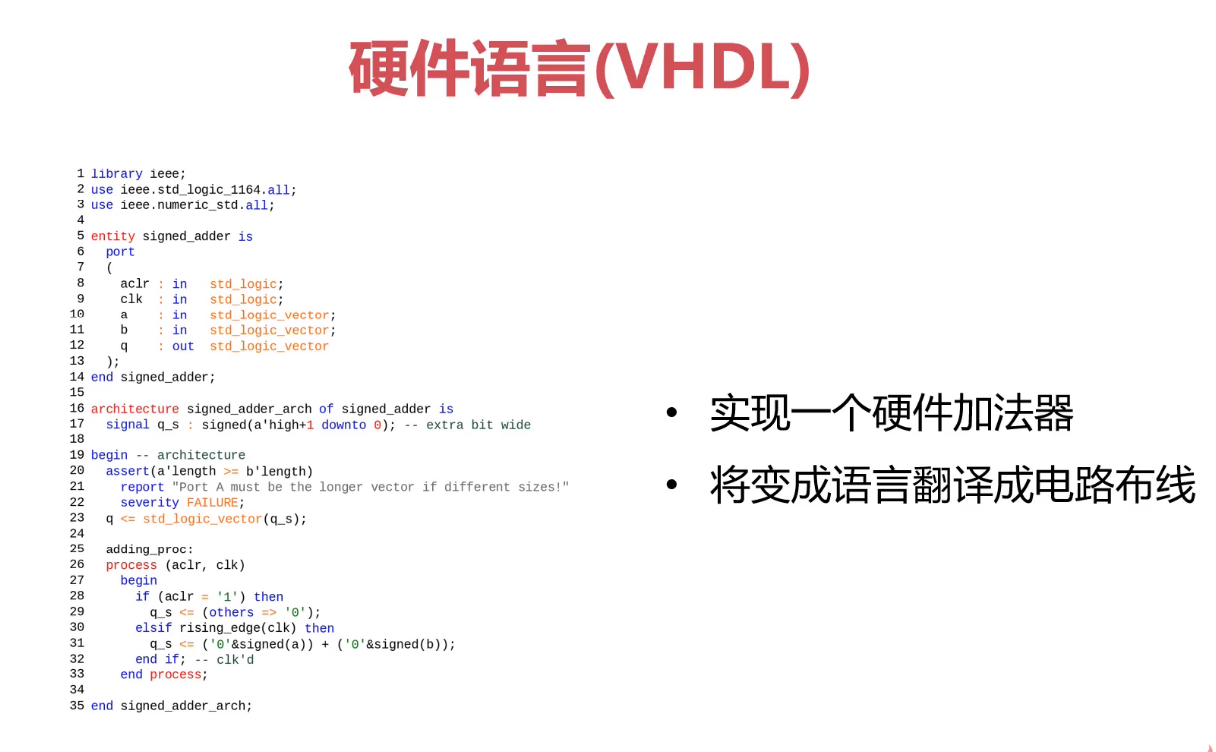 硬件语言(VHDL)
1 library ieee;
2 use ieee.std_logic_1164.all;
3 use ieee.numeric_std.all;
4
5 entity signed_adder is
6   port
7   (
8     aclr : in   std_logic;
9     clk  : in   std_logic;
10     a    : in   std_logic_vector;
11     b    : in   std_logic_vector;
12     q    : out  std_logic_vector
13   );
14 end signed_adder;
15
16 architecture signed_adder_arch of signed_adder is
17   signal q_s : signed(a'high+1 downto 0); -- extra bit wide
18
19 begin -- architecture
20   assert(a'length >= b'length)
21     report "Port A must be the longer vector if different sizes!"
22     severity FAILURE;
23   q <= std_logic_vector(q_s);
24
25   adding_proc:
26   process (aclr, clk)
27     begin
28       if (aclr = '1') then
29         q_s <= (others => '0');
30       elsif rising_edge(clk) then
31         q_s <= ('0'&signed(a)) + ('0'&signed(b));
32       end if; -- clk'd
33     end process;
34
35 end signed_adder_arch;
• 实现一个硬件加法器
• 将变成语言翻译成电路布线